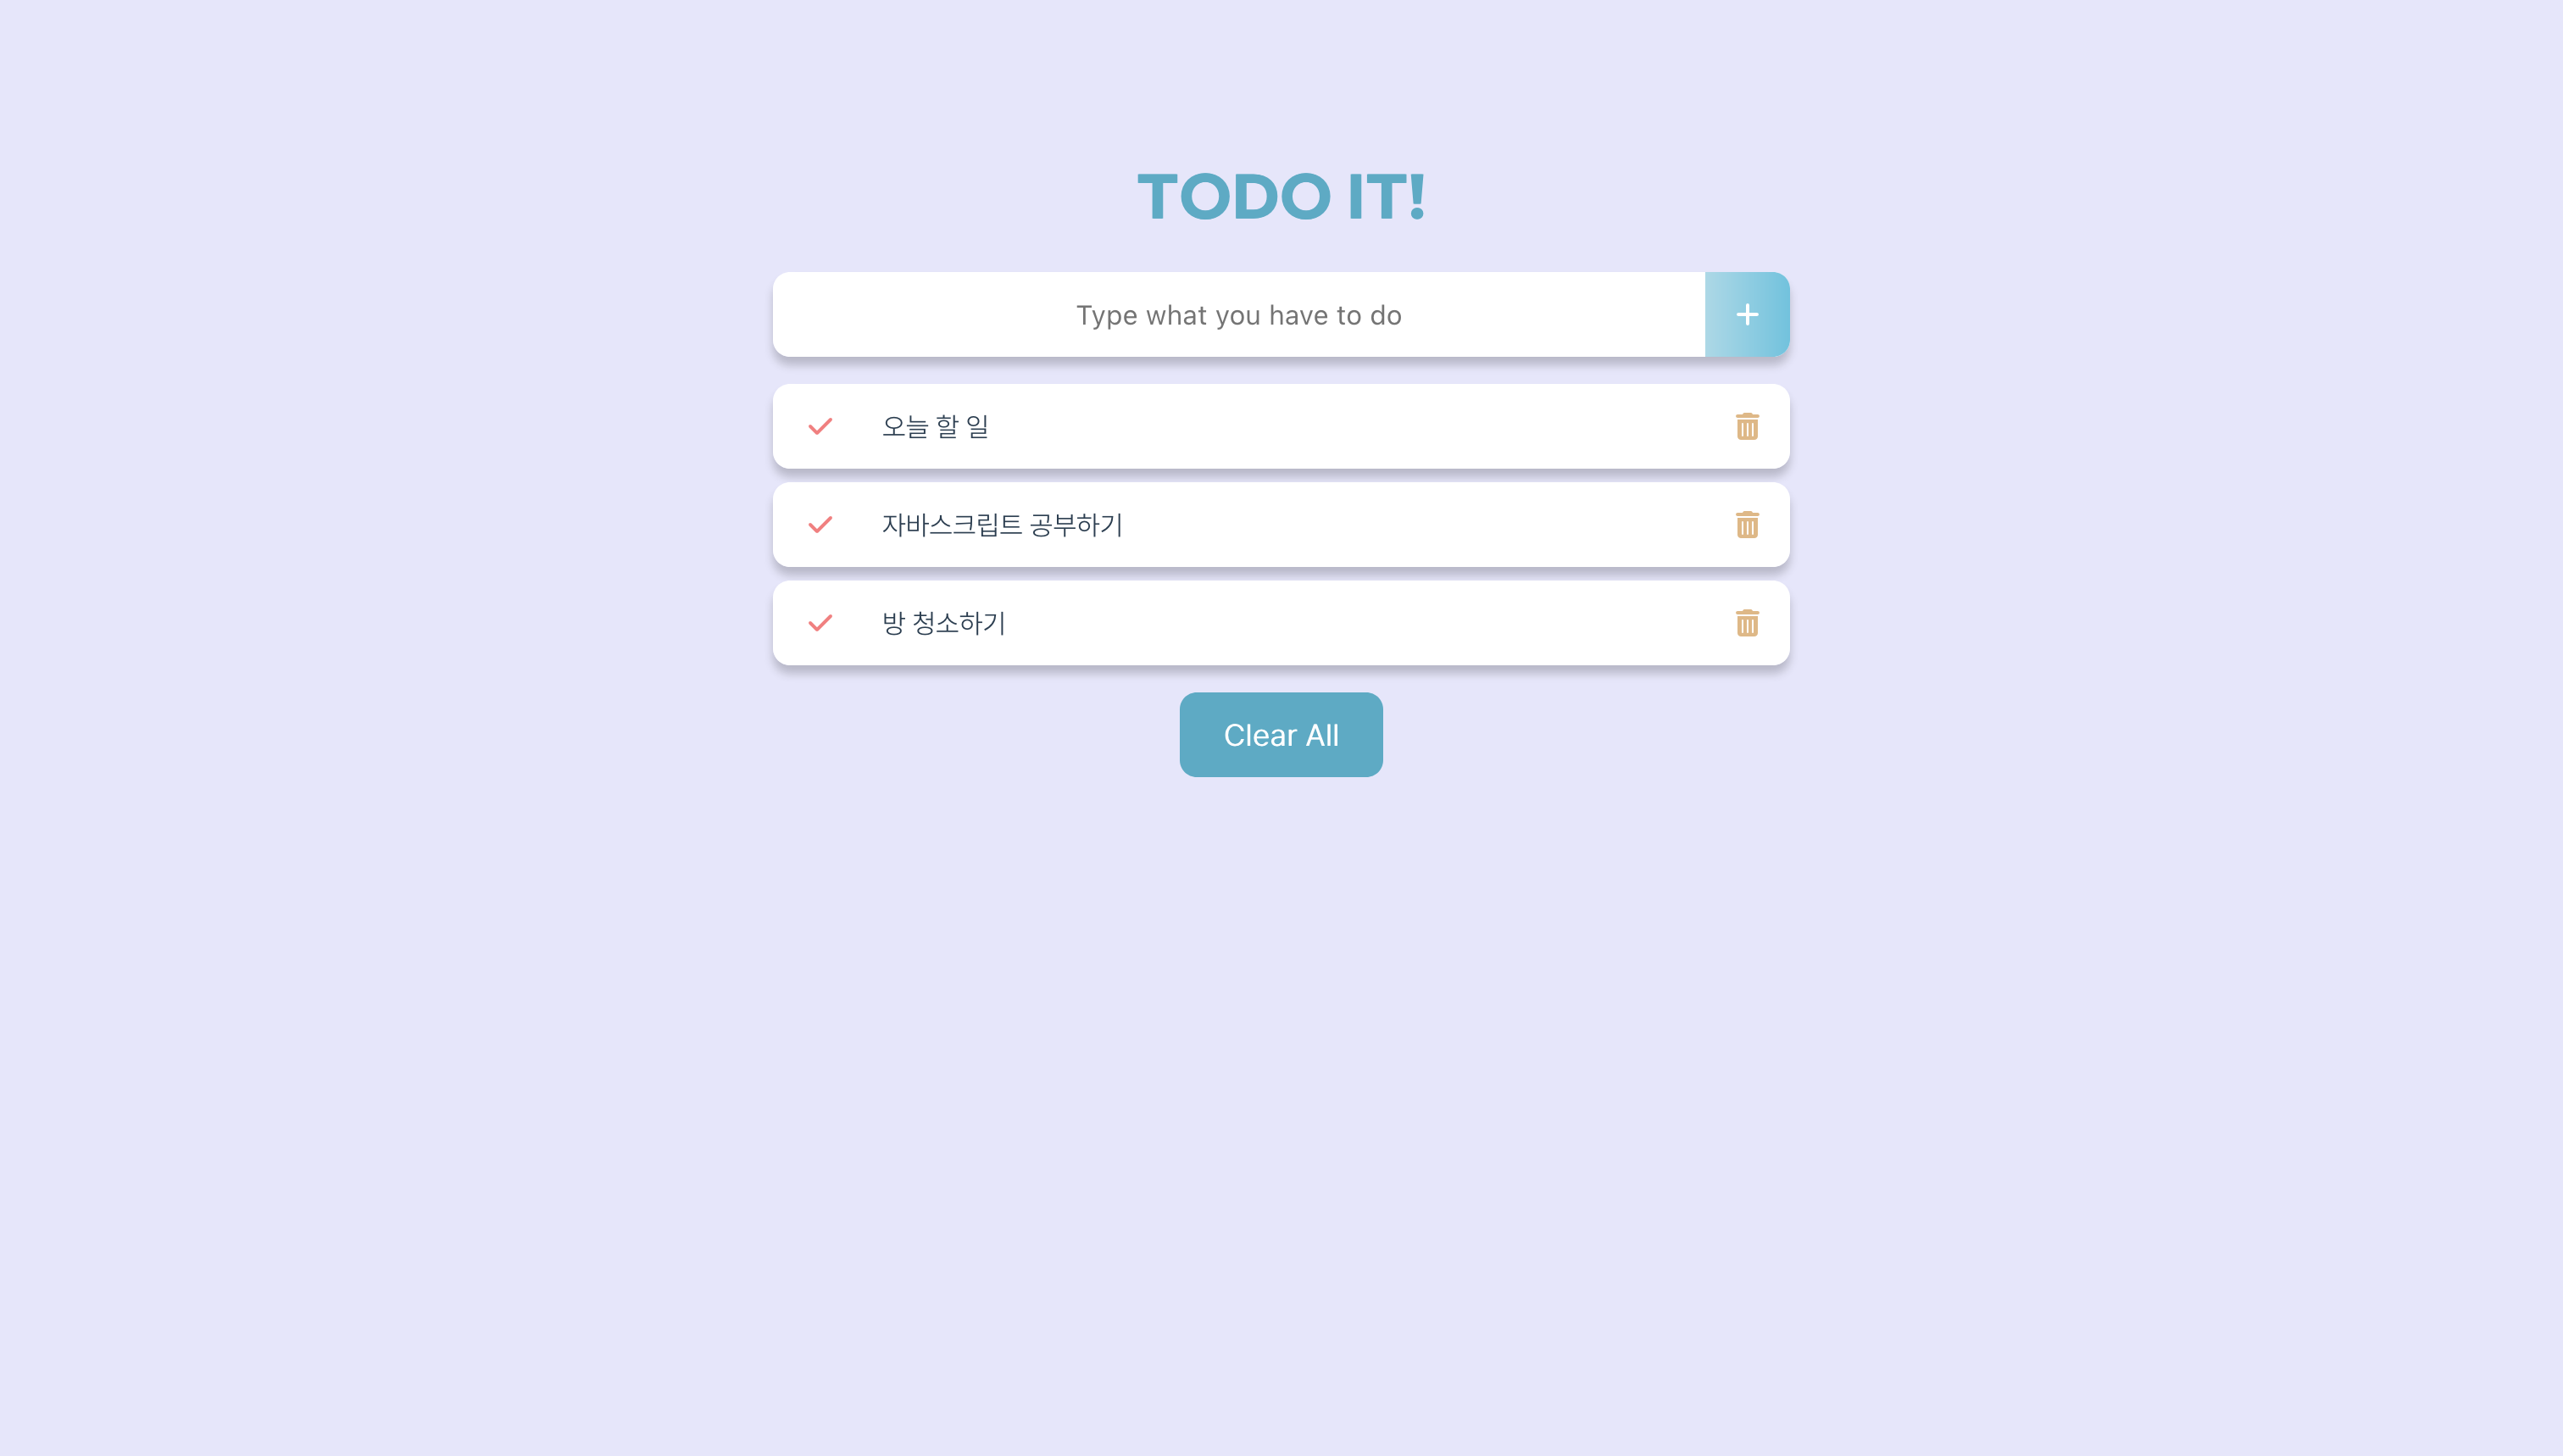 TODO IT!
Type what you have to do
+
오늘 할 일
자바스크립트 공부하기
방 청소하기
Clear All